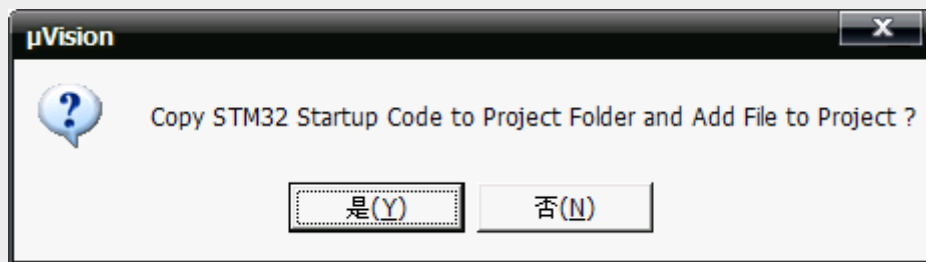 µVision
Copy STM32 Startup Code to Project Folder and Add File to Project ?
是(Y) 否(N)